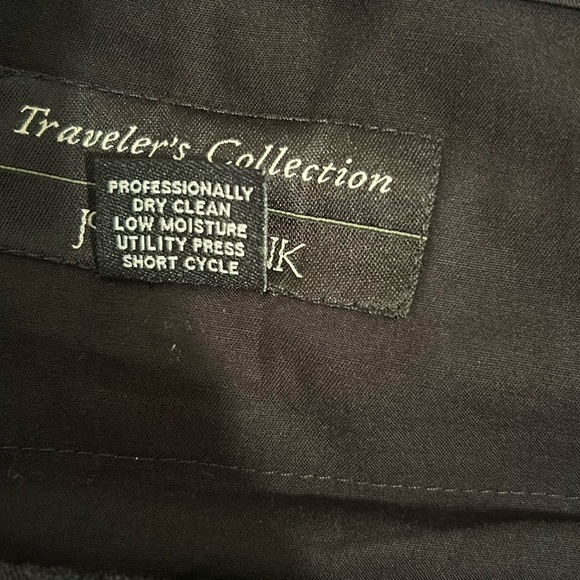 Traveler's Collection
PROFESSIONALLY
DRY CLEAN
LOW MOISTURE
UTILITY PRESS
SHORT CYCLE